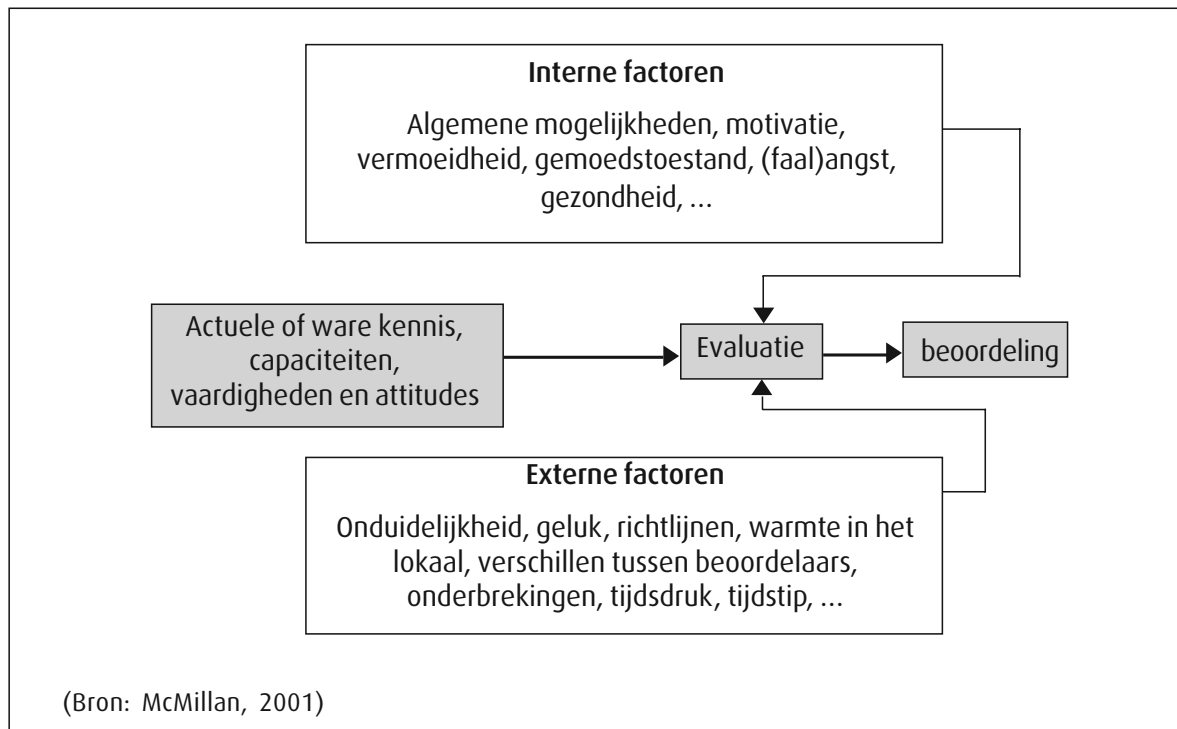 Interne factoren
Algemene mogelijkheden, motivatie,
vermoeidheid, gemoedstoestand, (faal)angst,
gezondheid, ...
Actuele of ware kennis,
capaciteiten,
vaardigheden en attitudes
Evaluatie
beoordeling
Externe factoren
Onduidelijkheid, geluk, richtlijnen, warmte in het
lokaal, verschillen tussen beoordelaars,
onderbrekingen, tijdsdruk, tijdstip, ...
(Bron: McMillan, 2001)